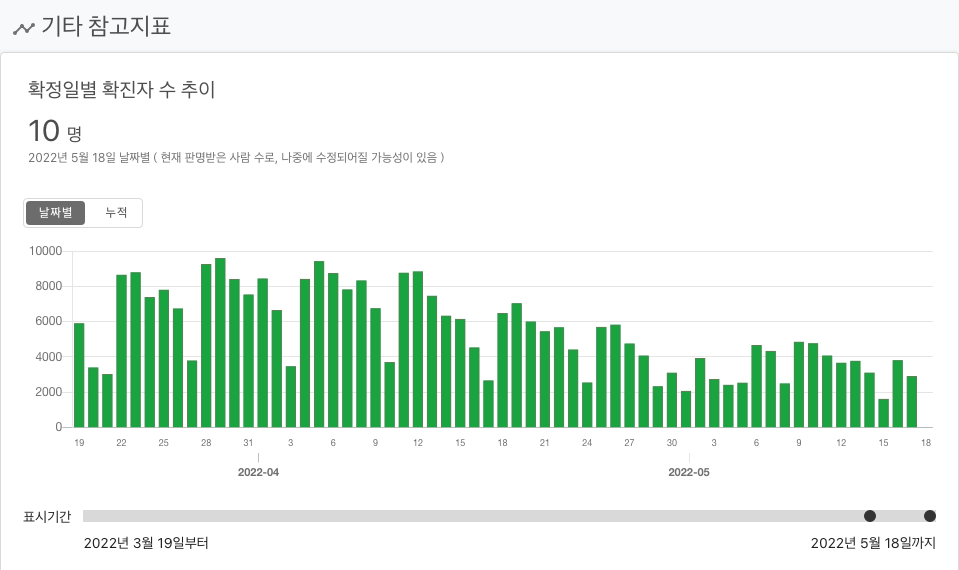 기타 참고지표
확정일별 확진자 수 추이
10 명
2022년 5월 18일 날짜별 ( 현재 판명받은 사람 수로, 나중에 수정되어질 가능성이 있음 )
날짜별 누적
10000
8000
6000
4000
2000
0
19 22 25 28 31 3 6 9 12 15 18 21 24 27 30 3 6 9 12 15 18
2022-04 2022-05
표시기간
2022년 3월 19일부터 2022년 5월 18일까지